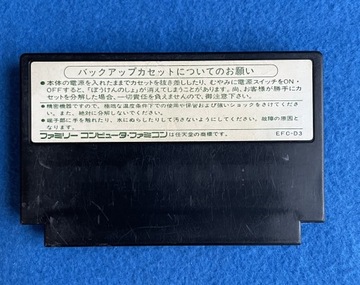 バックアップカセットについてのお願い
●本体の電源を入れたままでカセットを抜き差ししたり、むやみに電源スイッチをON・
OFFすると、「ぼうけんのしょ」が消えてしまうことがあります。尚、お客様が勝手にカ
セットを分解した場合、一切責任を負えませんので、御注意下さい。
●精密機器ですので、極端な温度条件下での使用や保管および強いショックをさけてくださ
い。また、絶対に分解しないでください。
●端子部に手を触れたり、水にぬらしたりして汚さないようにしてください。故障の原因と
なります。
ファミリーコンピュータ・ファミコンは任天堂の商標です。
EFC-D3